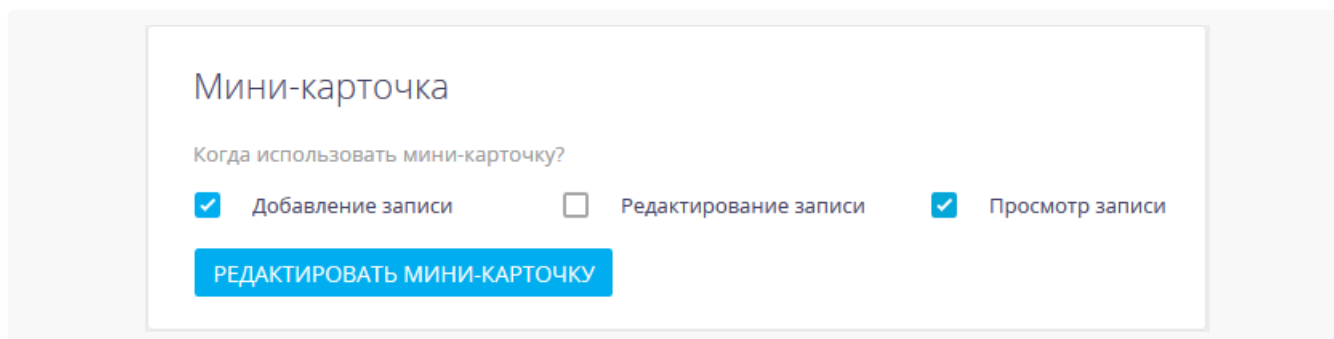 Мини-карточка
Когда использовать мини-карточку?
Добавление записи Редактирование записи Просмотр записи
РЕДАКТИРОВАТЬ МИНИ-КАРТОЧКУ